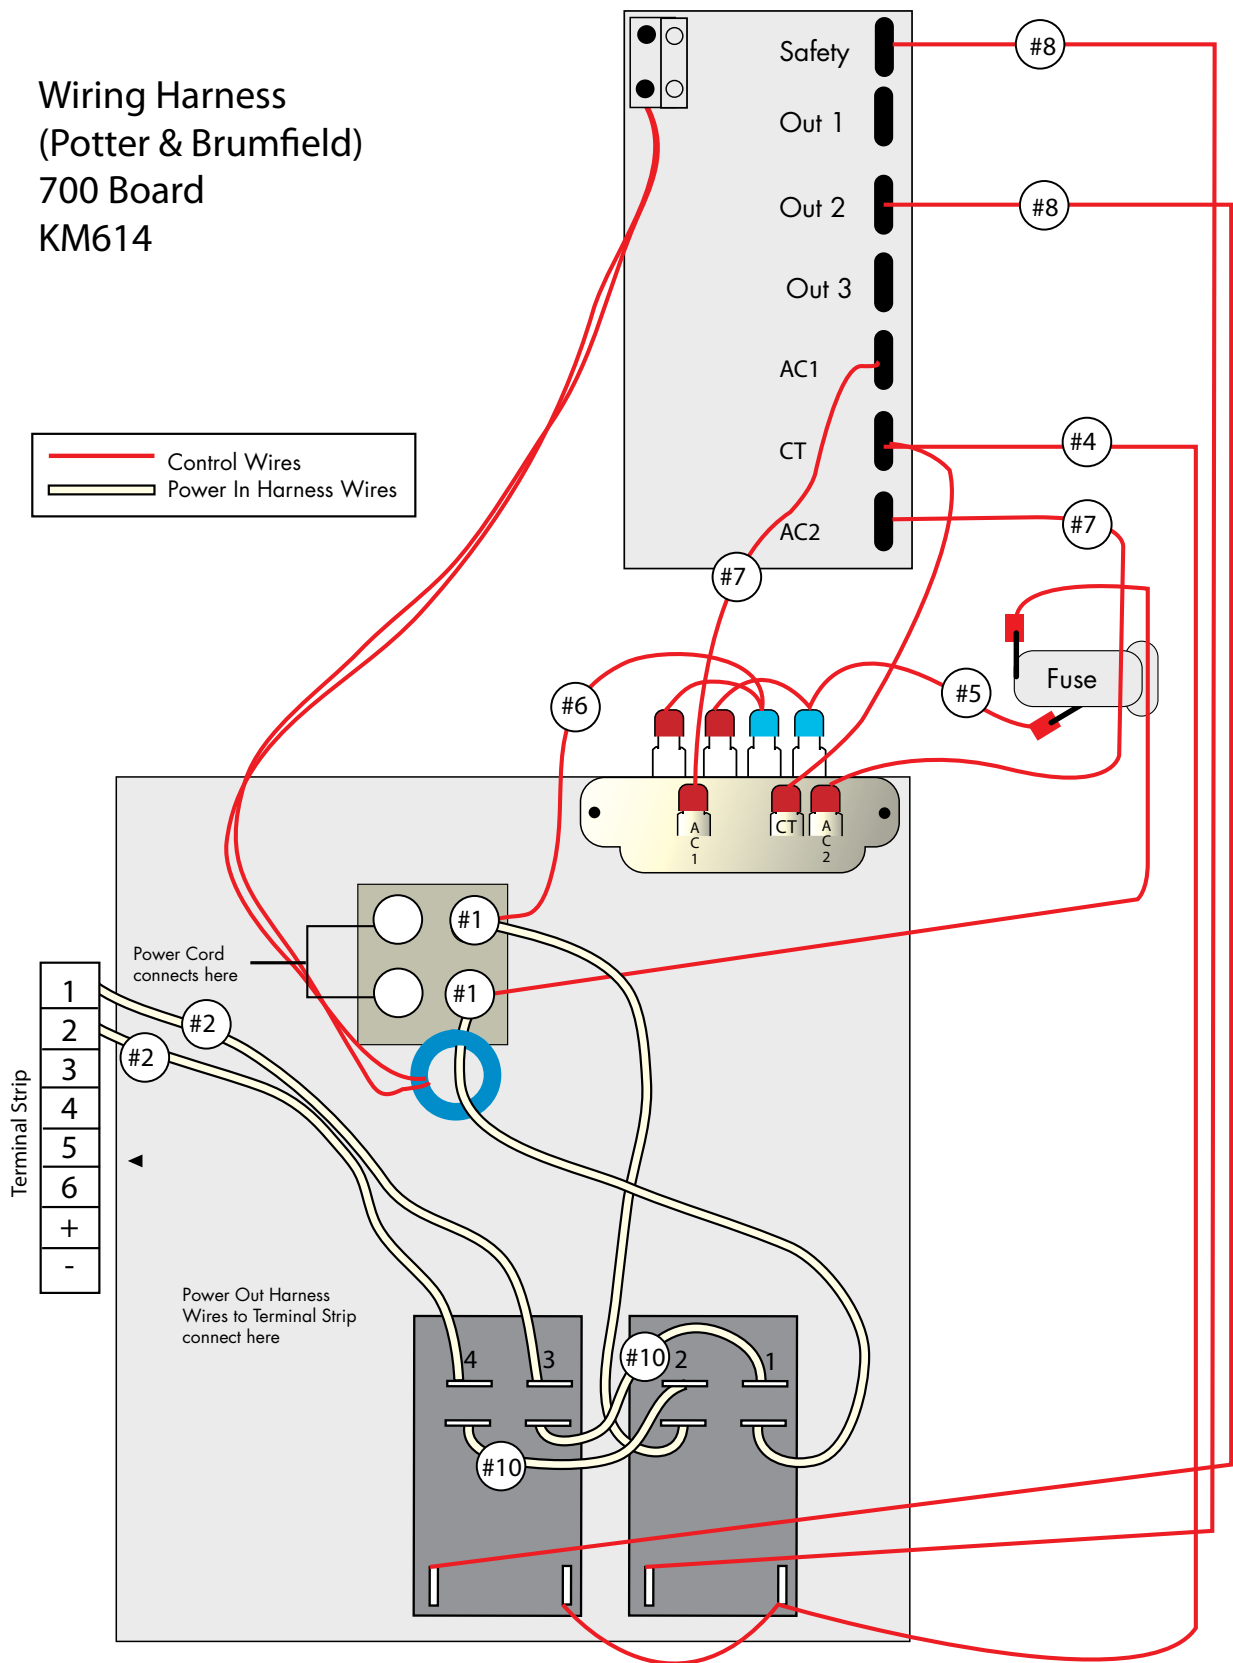 Wiring Harness
(Potter & Brumfield)
700 Board
KM614
Safety
#8
Out 1
Out 2
#8
Out 3
AC1
CT
#4
AC2
#7
#7
Control Wires
Power In Harness Wires
Fuse
#6
#5
AC1
CT
AC2
#1
#1
Power Cord
connects here
Terminal Strip
1
2
3
4
5
6
+
-
#2
#2
Power Out Harness
Wires to Terminal Strip
connect here
4
3
#10
2
1
#10